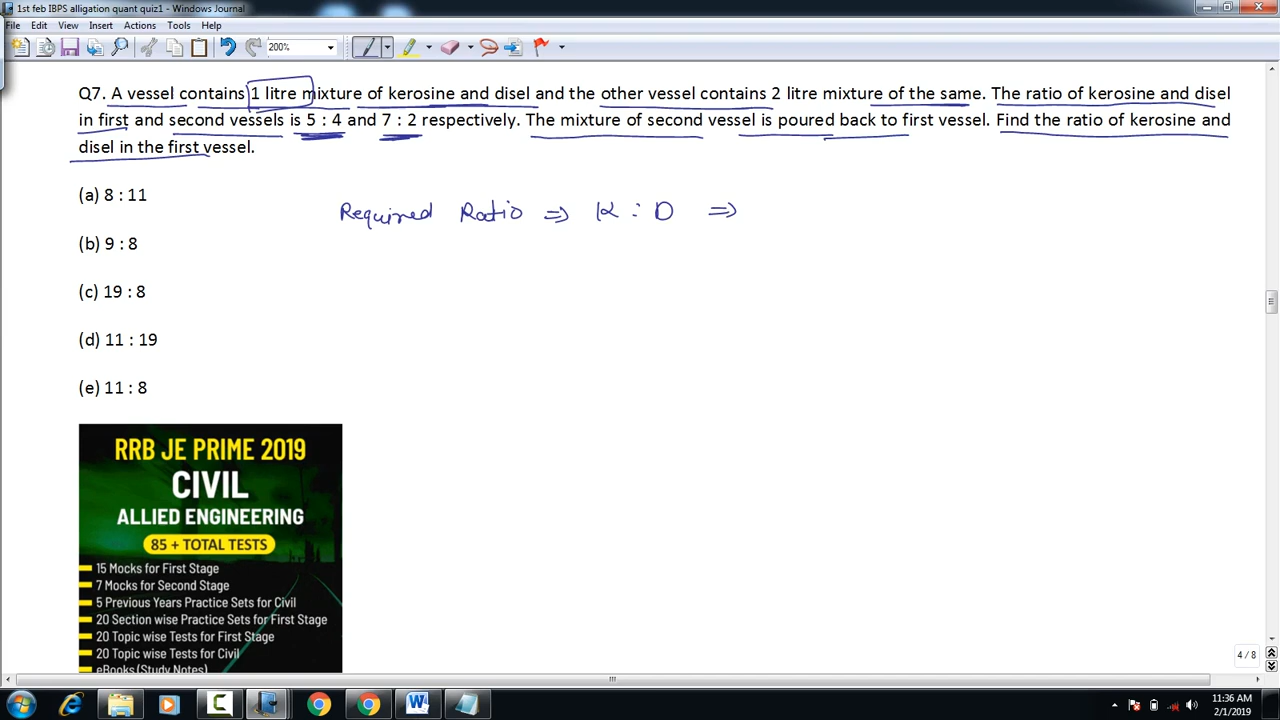 1st feb IBPS alligation quant quiz1 - Windows Journal
File Edit View Insert Actions Tools Help
200%
Q7. A vessel contains 1 litre mixture of kerosine and disel and the other vessel contains 2 litre mixture of the same. The ratio of kerosine and disel
in first and second vessels is 5 : 4 and 7 : 2 respectively. The mixture of second vessel is poured back to first vessel. Find the ratio of kerosine and
disel in the first vessel.
(a) 8 : 11
Required Ratio ⇒ K : D ⇒
(b) 9 : 8
(c) 19 : 8
(d) 11 : 19
(e) 11 : 8
RRB JE PRIME 2019
CIVIL
ALLIED ENGINEERING
85 + TOTAL TESTS
15 Mocks for First Stage
7 Mocks for Second Stage
5 Previous Years Practice Sets for Civil
20 Section wise Practice Sets for First Stage
20 Topic wise Tests for First Stage
20 Topic wise Tests for Civil
eBooks (Study Notes)
4 / 8
11:36 AM
2/1/2019